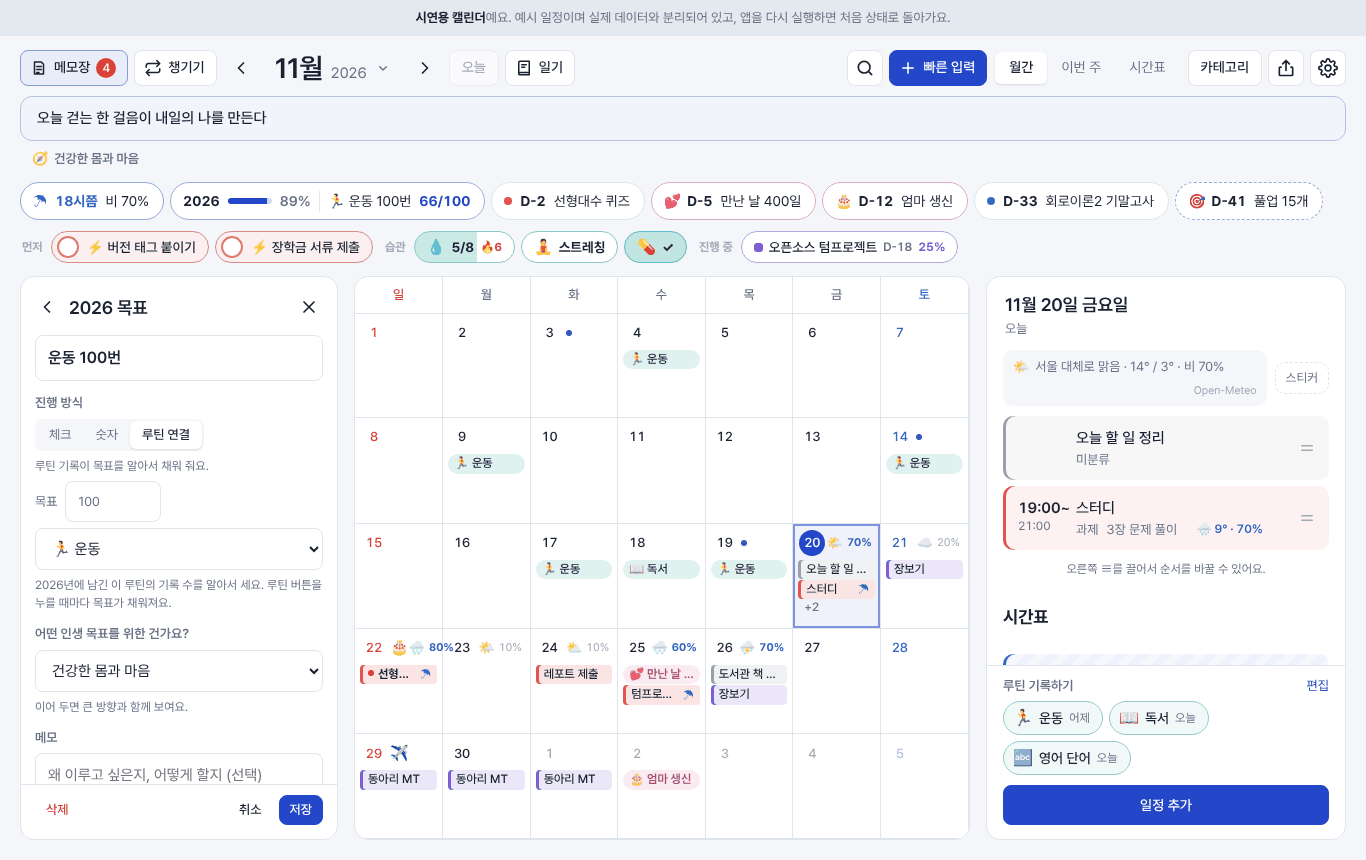 시연용 캘린더예요. 예시 일정이며 실제 데이터와 분리되어 있고, 앱을 다시 실행하면 처음 상태로 돌아가요.
메모장 4 챙기기 11월 2026 오늘 일기 빠른 입력 월간 이번 주 시간표 카테고리
오늘 걷는 한 걸음이 내일의 나를 만든다
건강한 몸과 마음
18시쯤 비 70% 2026 89% 운동 100번 66/100 D-2 선형대수 퀴즈 D-5 만난 날 400일 D-12 엄마 생신 D-33 회로이론2 기말고사 D-41 풀업 15개
먼저 버전 태그 붙이기 장학금 서류 제출 습관 5/8 6 스트레칭 진행 중 오픈소스 텀프로젝트 D-18 25%
2026 목표
운동 100번
진행 방식
체크 숫자 루틴 연결
루틴 기록이 목표를 알아서 채워 줘요.
목표 100
운동
2026년에 남긴 이 루틴의 기록 수를 알아서 세요. 루틴 버튼을
누를 때마다 목표가 채워져요.
어떤 인생 목표를 위한 건가요?
건강한 몸과 마음
이어 두면 큰 방향과 함께 보여요.
메모
왜 이루고 싶은지, 어떻게 할지 (선택)
삭제 취소 저장
일 월 화 수 목 금 토
1 2 3 4 5 6 7
운동
8 9 10 11 12 13 14
운동 운동
15 16 17 18 19 20 70% 21 20%
운동 독서 운동 오늘 할 일 ... 장보기
스터디
+2
22 80% 23 10% 24 10% 25 60% 26 70% 27 28
선형... 레포트 제출 만난 날 ... 도서관 책 ...
텀프로... 장보기
29 30 1 2 3 4 5
동아리 MT 동아리 MT 동아리 MT 엄마 생신
11월 20일 금요일
오늘
서울 대체로 맑음 · 14° / 3° · 비 70%
Open-Meteo
스티커
오늘 할 일 정리
미분류
19:00~ 스터디
21:00 과제 3장 문제 풀이 9° · 70%
오른쪽 ≡를 끌어서 순서를 바꿀 수 있어요.
시간표
루틴 기록하기 편집
운동 어제 독서 오늘
abc 영어 단어 오늘
일정 추가